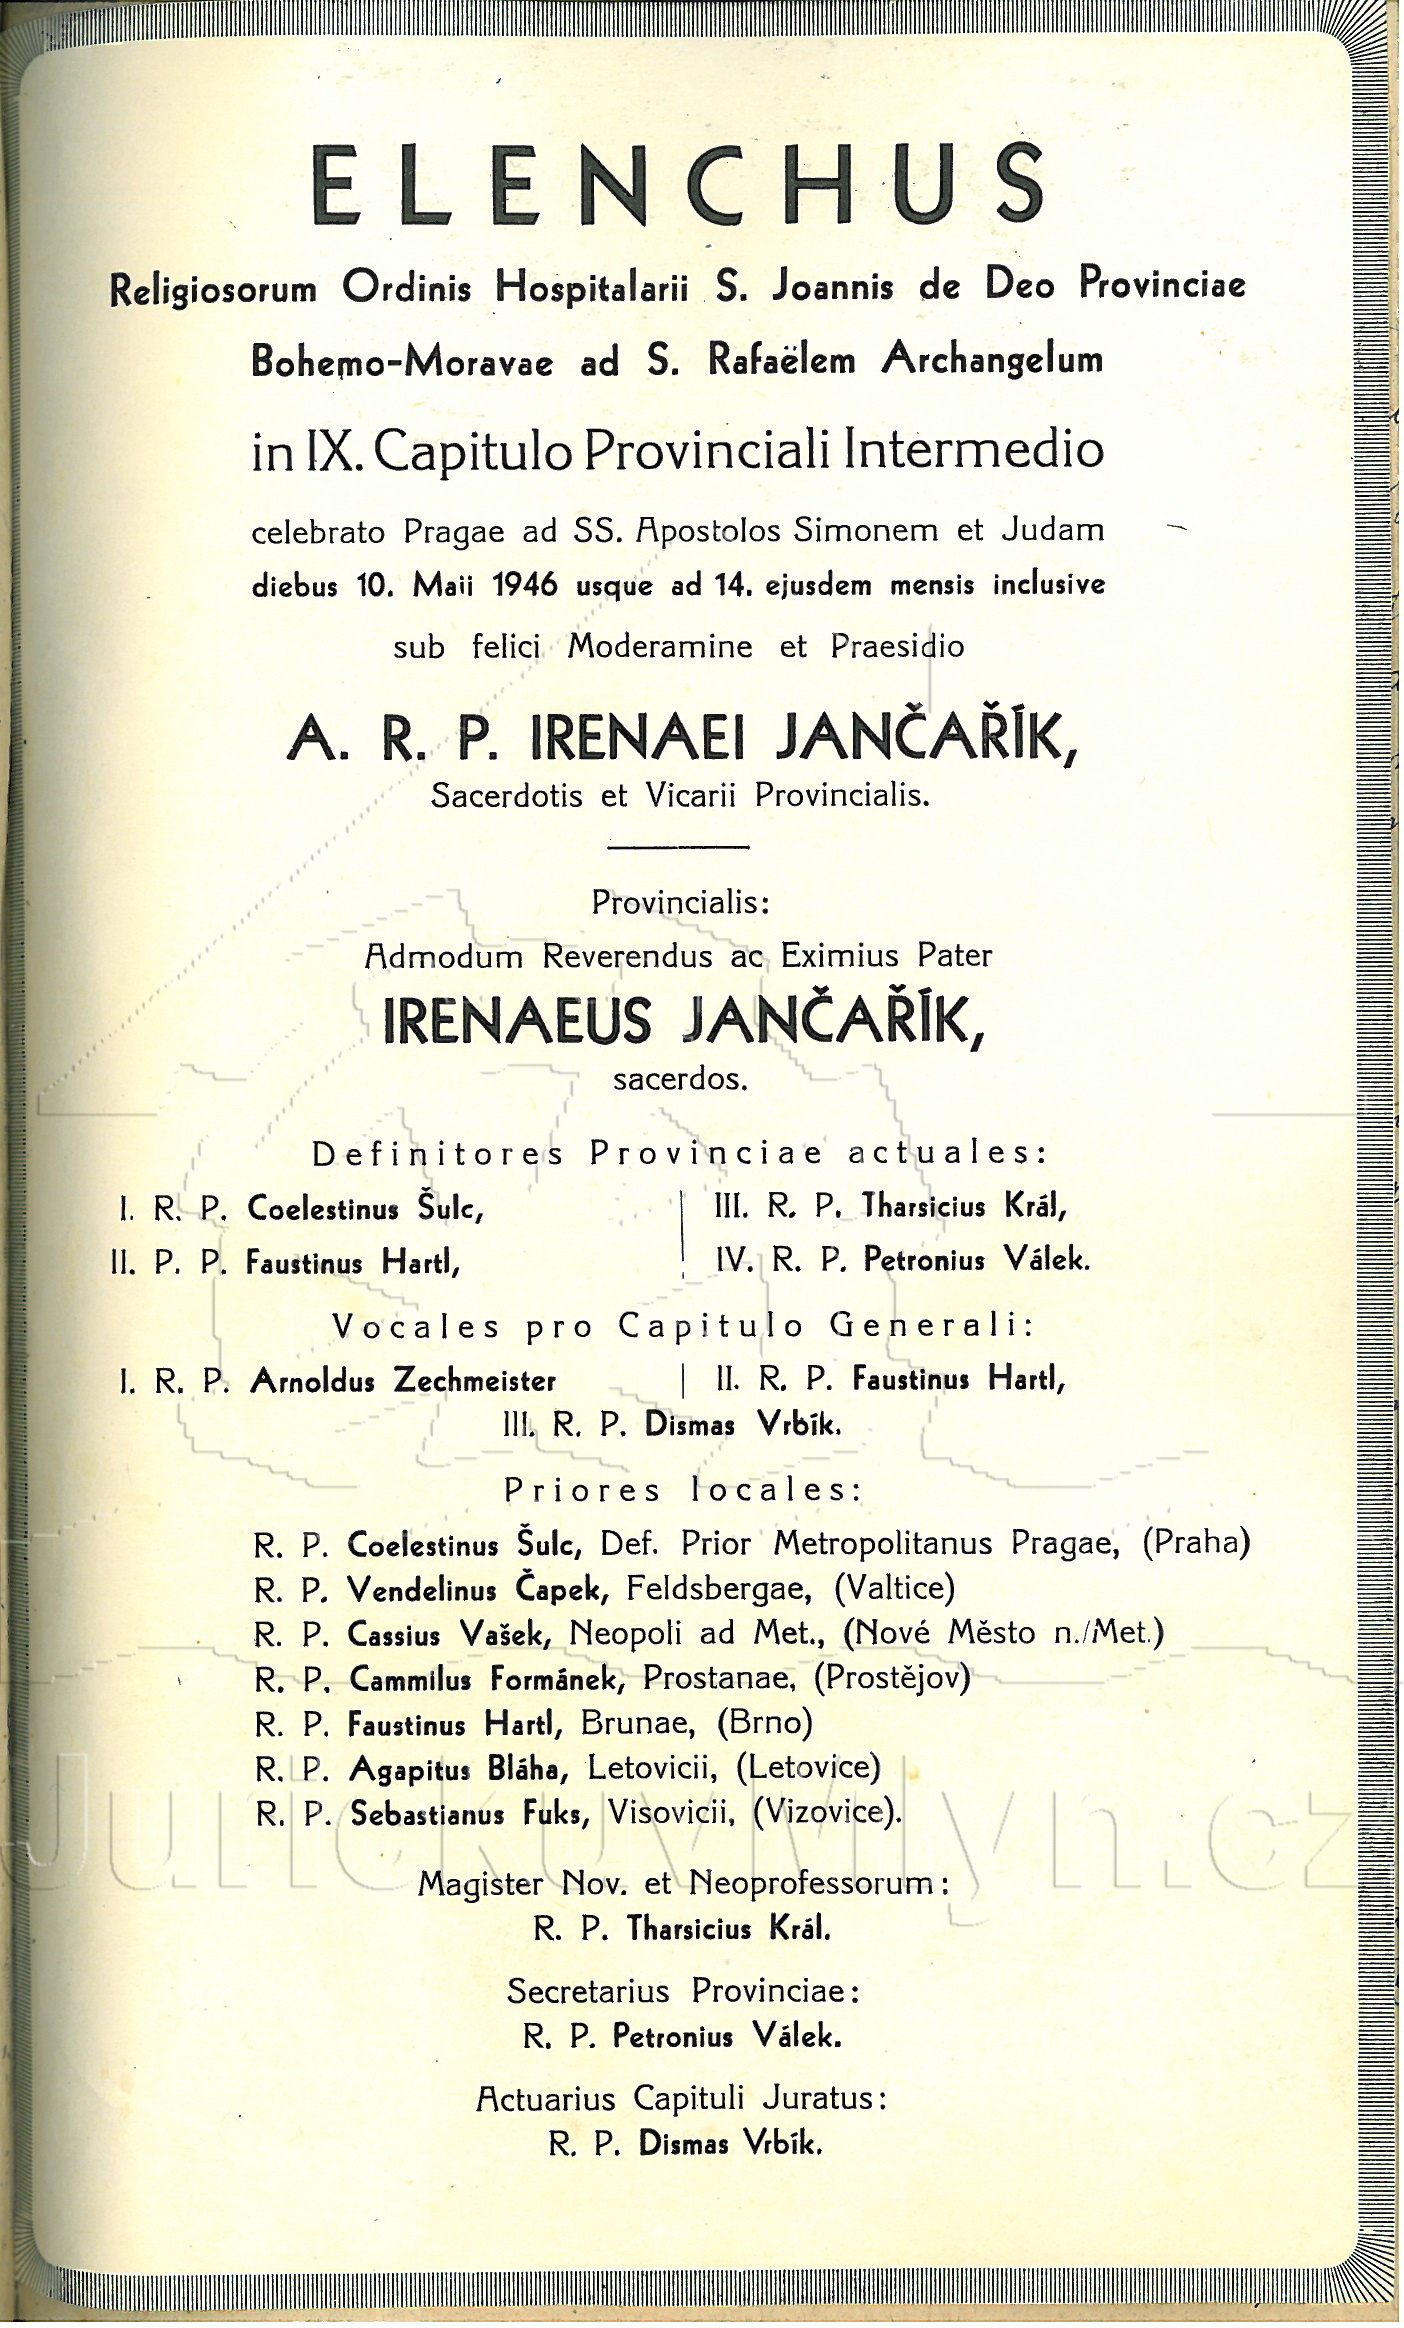 ELENCHUS
Religiosorum Ordinis Hospitalarii S. Joannis de Deo Provinciae
Bohemo-Moravae ad S. Rafaëlem Archangelum
in IX. Capitulo Provinciali Intermedio
celebrato Pragae ad SS. Apostolos Simonem et Judam
diebus 10. Maii 1946 usque ad 14. ejusdem mensis inclusive
sub felici Moderamine et Praesidio
A. R. P. IRENAEI JANČAŘÍK,
Sacerdotis et Vicarii Provincialis.
Provincialis:
Admodum Reverendus ac Eximius Pater
IRENAEUS JANČAŘÍK,
sacerdos.
Definitores Provinciae actuales:
I. R. P. Coelestinus Šulc, III. R. P. Tharsicius Král,
II. P. P. Faustinus Hartl, IV. R. P. Petronius Válek.
Vocales pro Capitulo Generali:
I. R. P. Arnoldus Zechmeister | II. R. P. Faustinus Hartl,
III. R. P. Dismas Vrbík.
Priores locales:
R. P. Coelestinus Šulc, Def. Prior Metropolitanus Pragae, (Praha)
R. P. Vendelinus Čapek, Feldsbergae, (Valtice)
R. P. Cassius Vašek, Neopoli ad Met., (Nové Město n./Met.)
R. P. Cammilus Formánek, Prostanae, (Prostějov)
R. P. Faustinus Hartl, Brunae, (Brno)
R. P. Agapitus Bláha, Letovicii, (Letovice)
R. P. Sebastianus Fuks, Visovicii, (Vizovice).
JurickuvMlyn.cz
Magister Nov. et Neoprofessorum:
R. P. Tharsicius Král.
Secretarius Provinciae:
R. P. Petronius Válek.
Actuarius Capituli Juratus:
R. P. Dismas Vrbík.